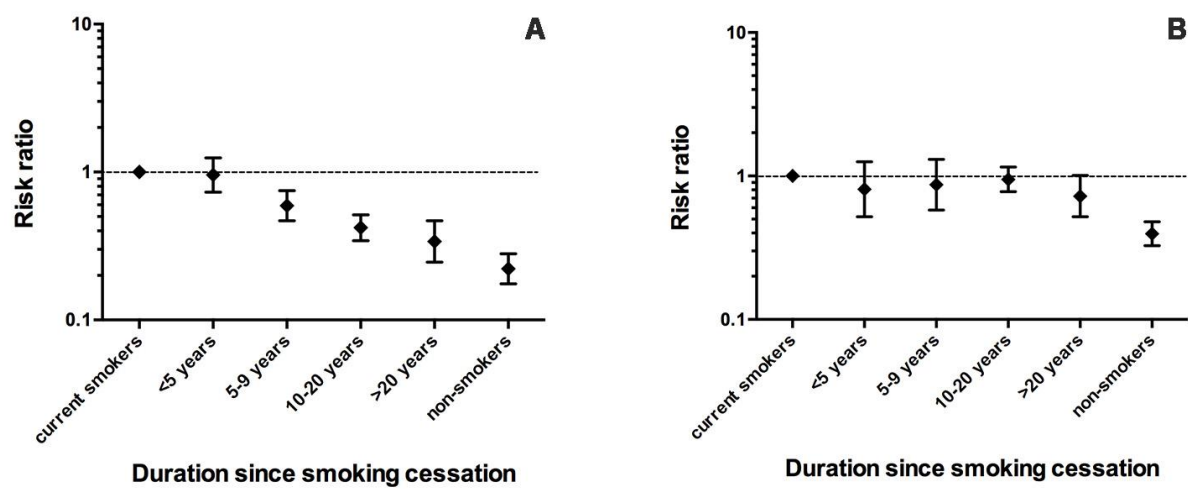 A
10
1
0.1
Risk ratio
current smokers
<5 years
5-9 years
10-20 years
>20 years
non-smokers
Duration since smoking cessation
B
10
1
0.1
Risk ratio
current smokers
<5 years
5-9 years
10-20 years
>20 years
non-smokers
Duration since smoking cessation